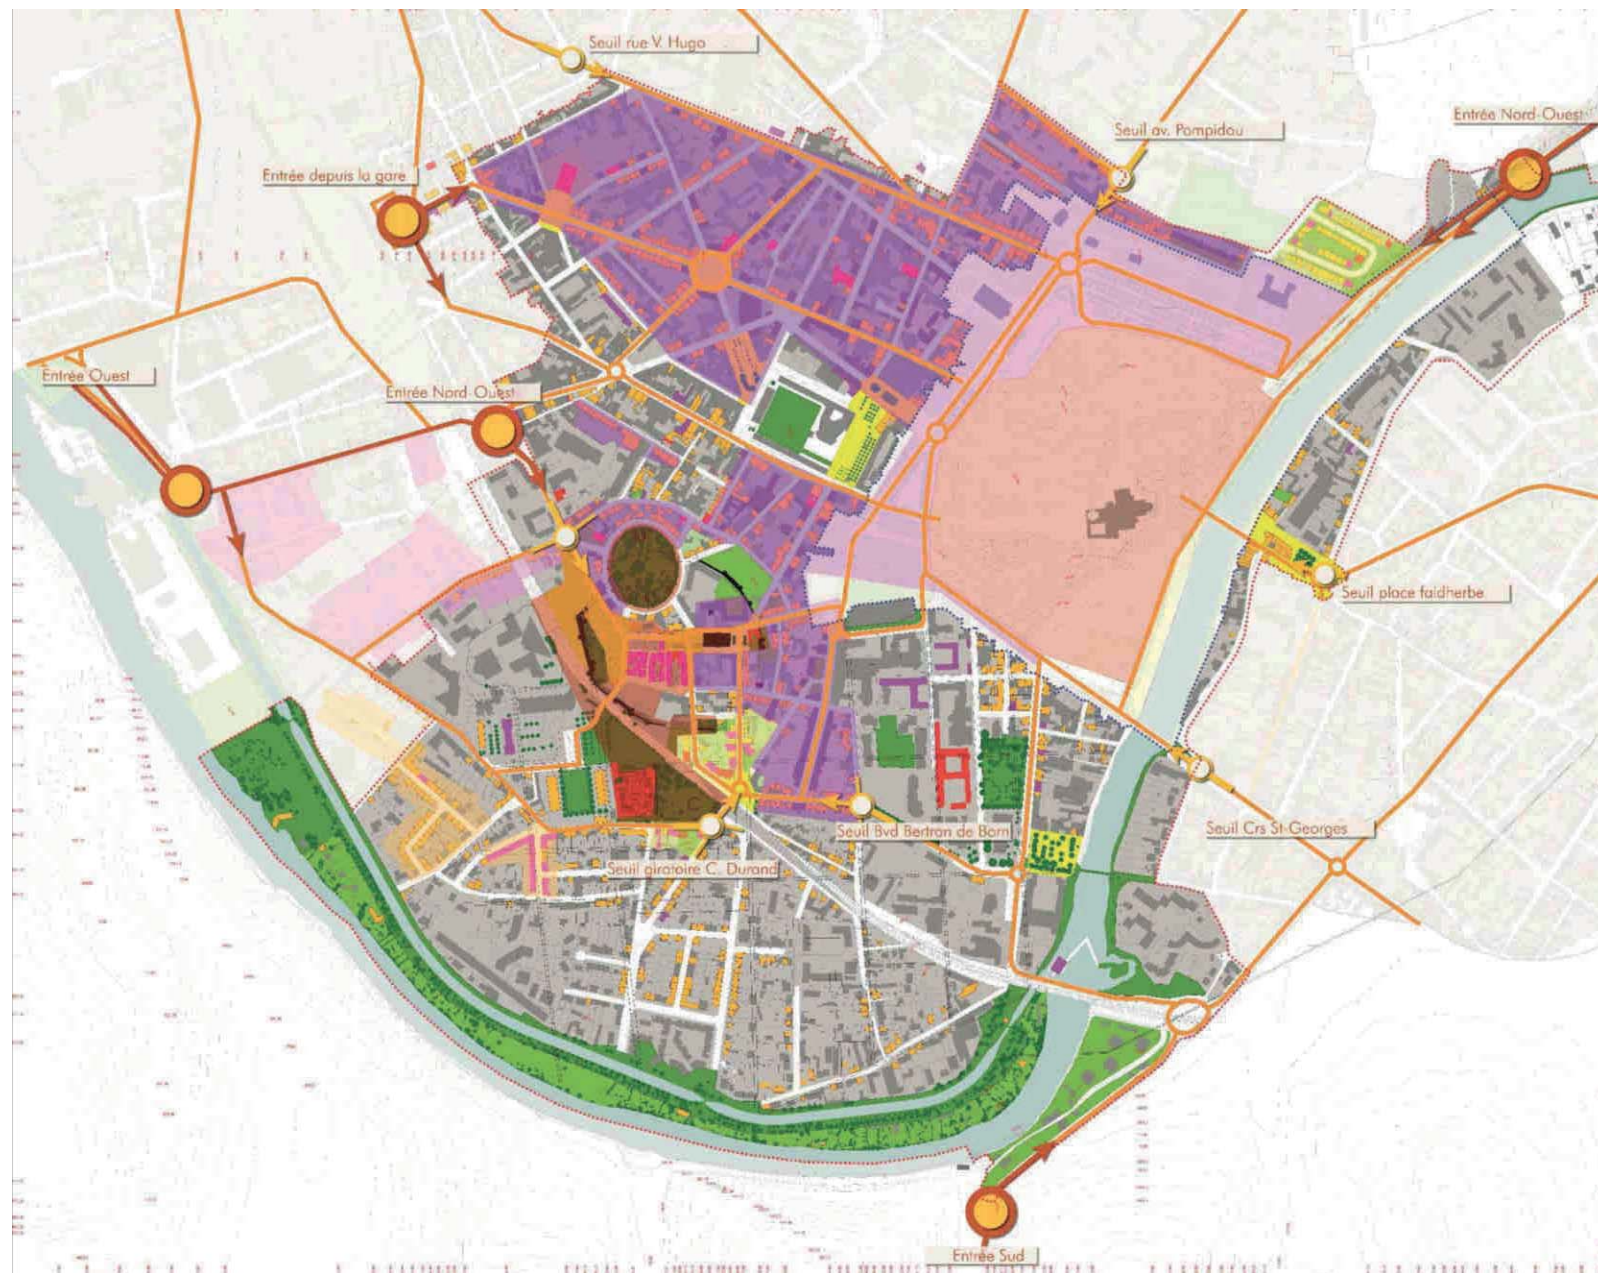 Seuil rue V. Hugo
Entrée Nord-Ouest
Seuil av. Pompidou
Entrée depuis la gare
Entrée Ouest
Entrée Nord-Ouest
Seuil place faidherbe
Seuil Crs St-Georges
Seuil Bvd Bertran de Born
Seuil giratoire C. Durand
Entrée Sud